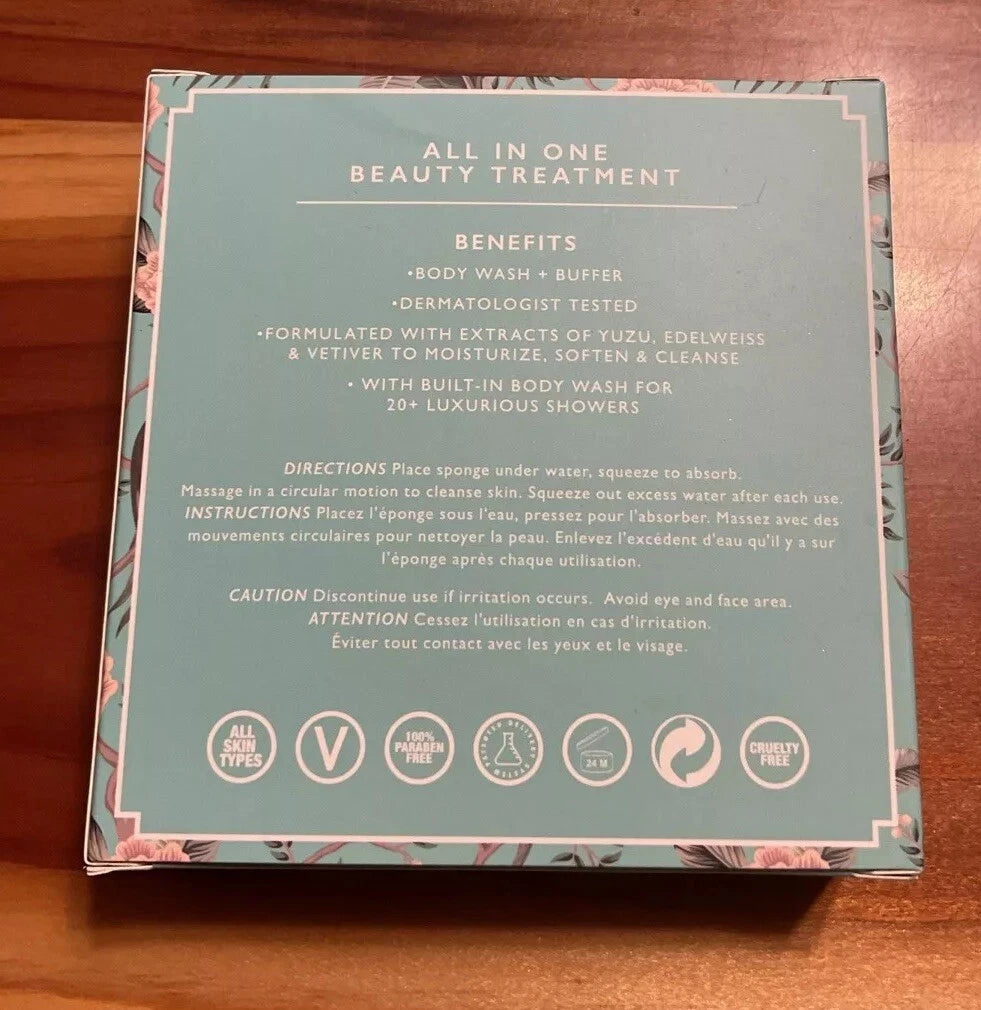 ALL IN ONE
BEAUTY TREATMENT
BENEFITS
•BODY WASH + BUFFER
•DERMATOLOGIST TESTED
•FORMULATED WITH EXTRACTS OF YUZU, EDELWEISS
& VETIVER TO MOISTURIZE, SOFTEN & CLEANSE
• WITH BUILT-IN BODY WASH FOR
20+ LUXURIOUS SHOWERS
DIRECTIONS Place sponge under water, squeeze to absorb.
Massage in a circular motion to cleanse skin. Squeeze out excess water after each use.
INSTRUCTIONS Placez l'éponge sous l'eau, pressez pour l'absorber. Massez avec des
mouvements circulaires pour nettoyer la peau. Enlevez l'excédent d'eau qu'il y a sur
l'éponge après chaque utilisation.
CAUTION Discontinue use if irritation occurs. Avoid eye and face area.
ATTENTION Cessez l'utilisation en cas d'irritation.
Éviter tout contact avec les yeux et le visage.
ALL
SKIN
TYPES
V
100%
PARABEN
FREE
ADVANCED DELIVERY SYSTEM
24 M
CRUELTY
FREE